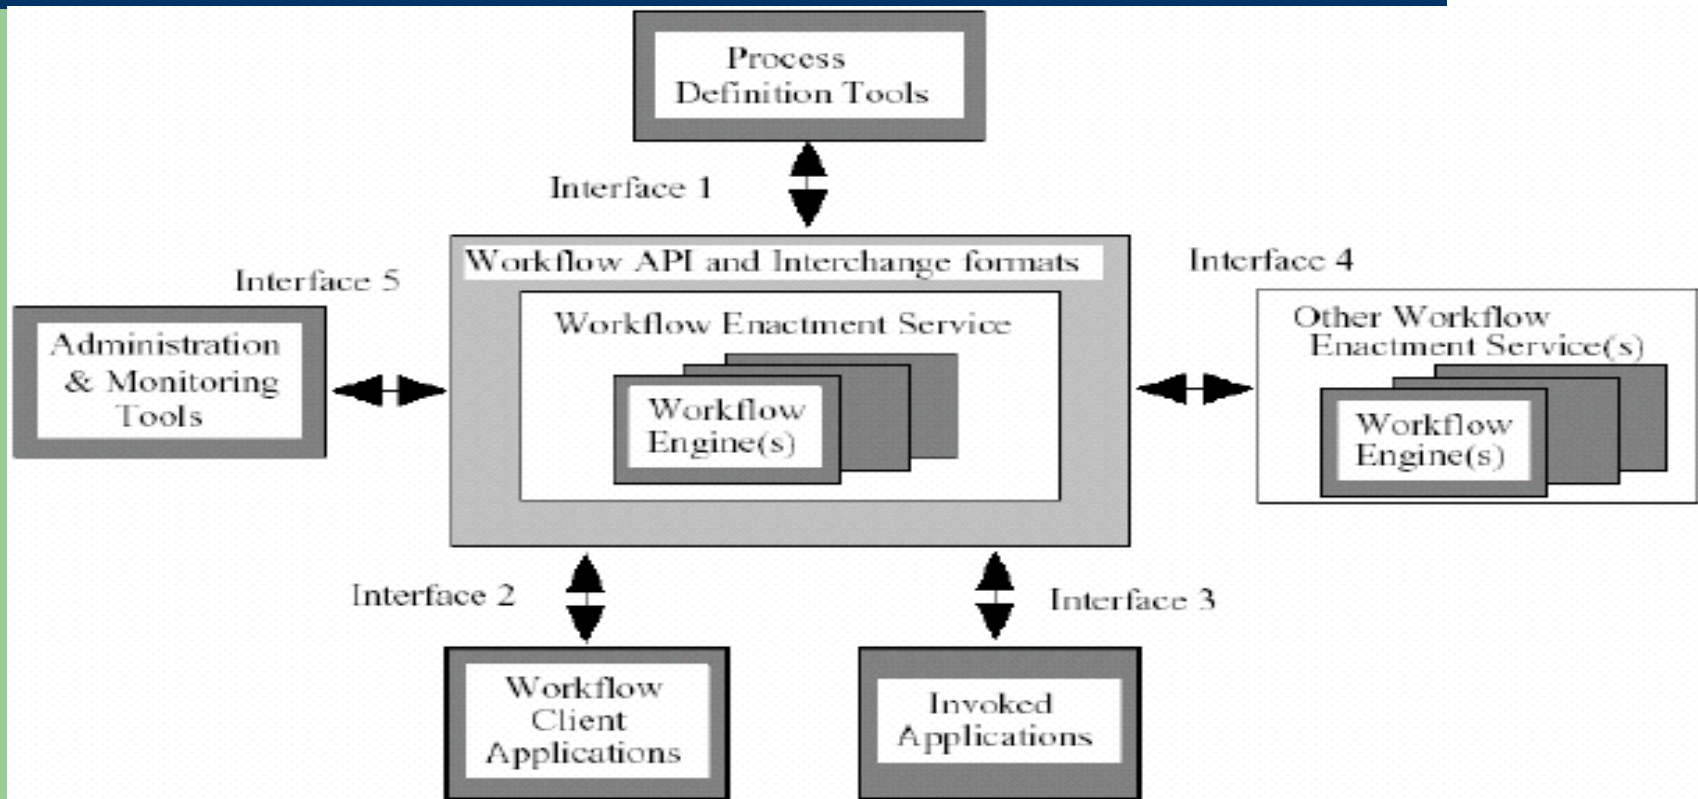 Process
Definition Tools
Interface 1
Workflow API and Interchange formats
Interface 5
Interface 4
Workflow Enactment Service
Other Workflow
Enactment Service(s)
Administration
& Monitoring
Tools
Workflow
Engine(s)
Workflow
Engine(s)
Interface 2
Interface 3
Workflow
Client
Applications
Invoked
Applications